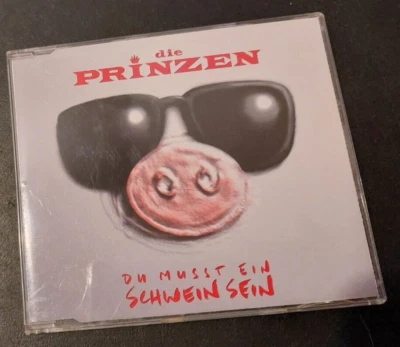 die
PRINZEN
DU MUSST EIN
SCHWEIN SEIN